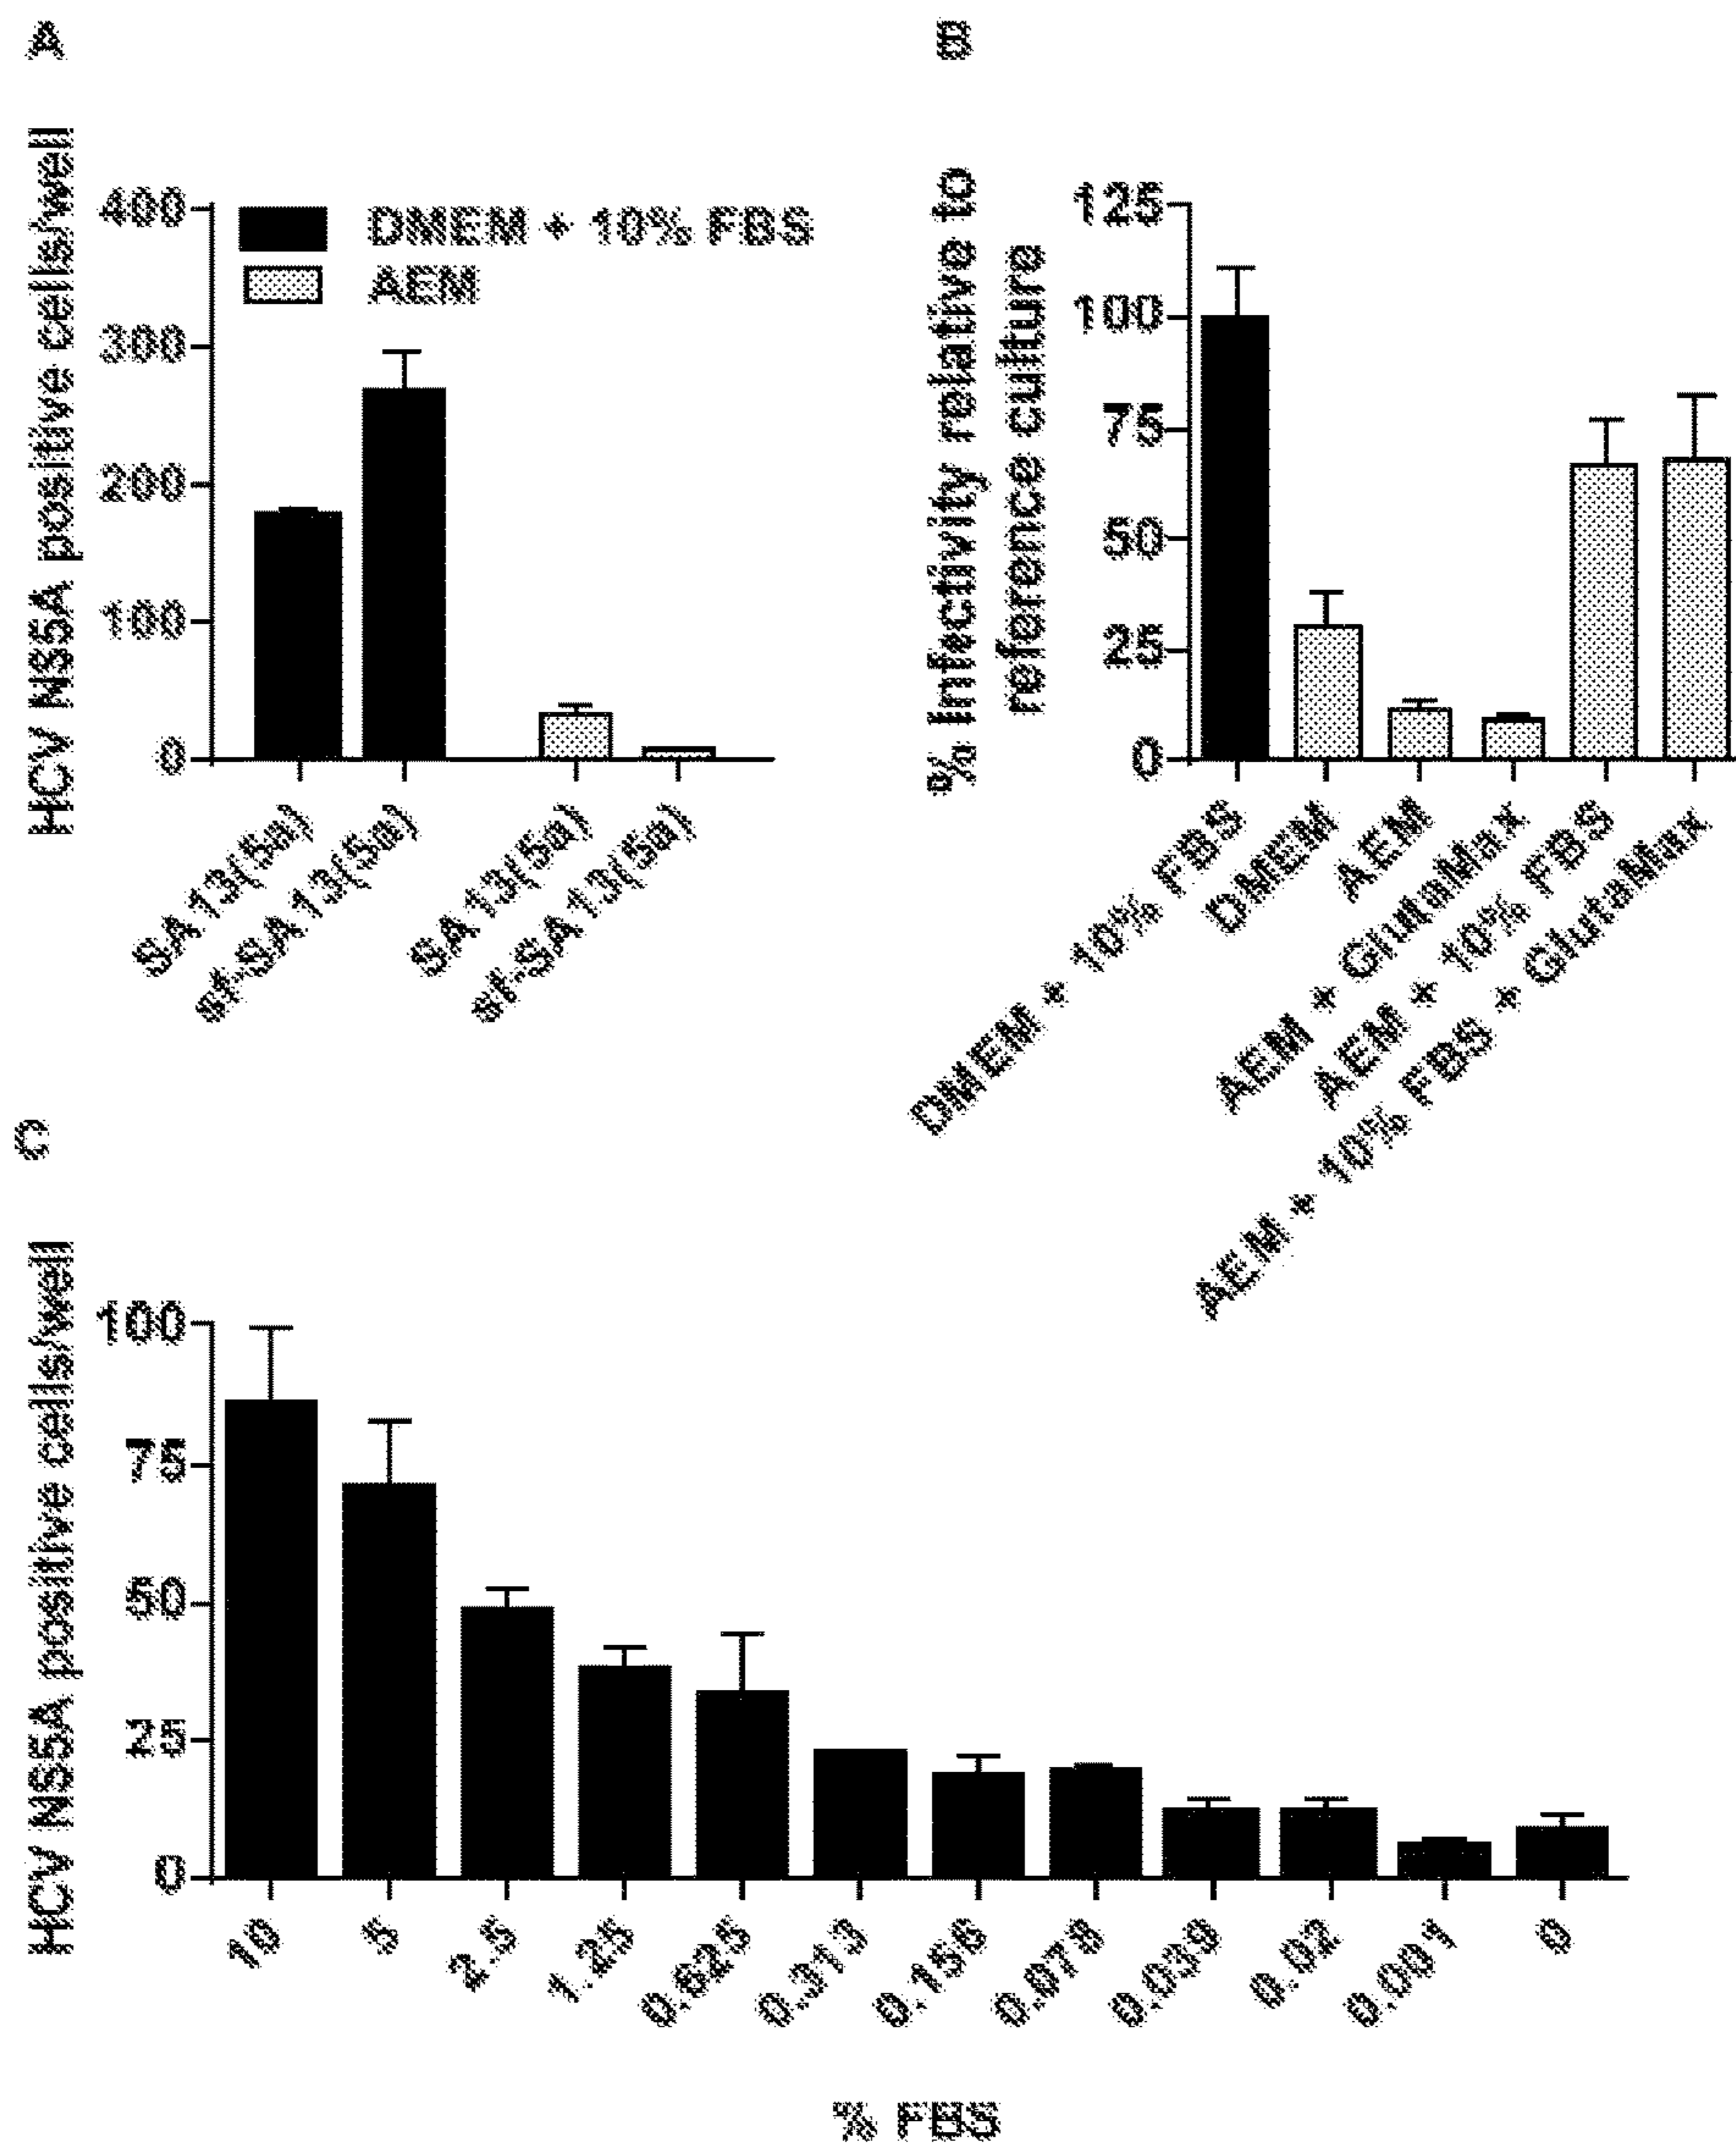 A
HCV NS5A positive cells/well
400
300
200
100
0
DMEM + 10% FBS
AEM
SA13(5a)
sf-SA13(5a)
SA13(5a)
sf-SA13(5a)
B
% Infectivity relative to
reference culture
125
100
75
50
25
0
DMEM + 10% FBS
DMEM
AEM
AEM + GlutaMax
AEM + 10% FBS
AEM + 10% FBS + GlutaMax
C
HCV NS5A positive cells/well
100
75
50
25
0
10
5
2.5
1.25
0.625
0.313
0.156
0.078
0.039
0.02
0.001
0
% FBS